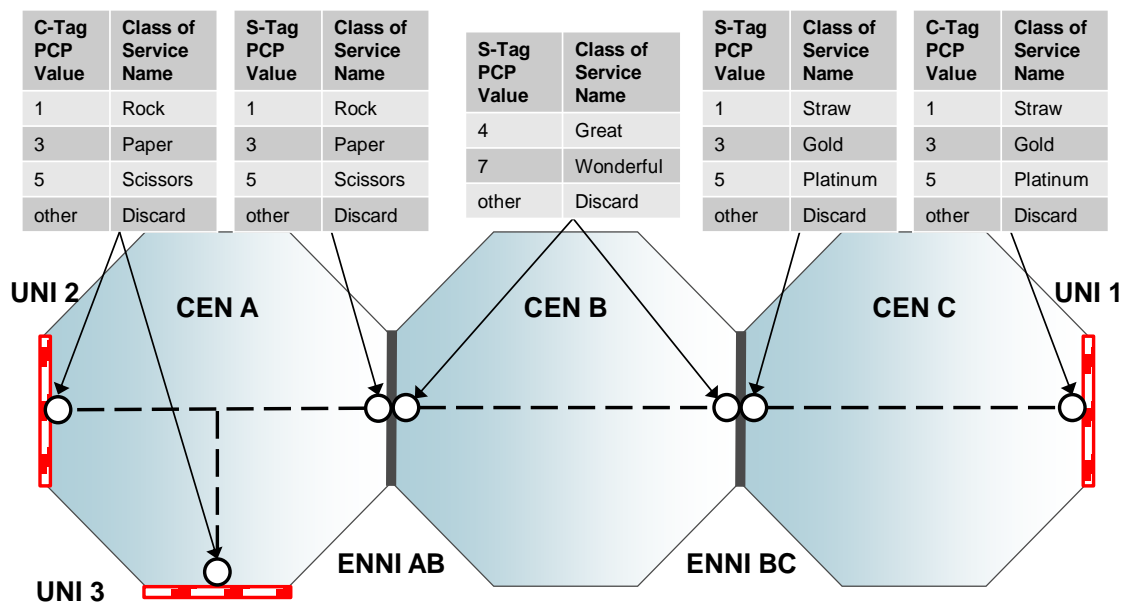 C-Tag PCP Value Class of Service Name
1 Rock
3 Paper
5 Scissors
other Discard
S-Tag PCP Value Class of Service Name
1 Rock
3 Paper
5 Scissors
other Discard
S-Tag PCP Value Class of Service Name
4 Great
7 Wonderful
other Discard
S-Tag PCP Value Class of Service Name
1 Straw
3 Gold
5 Platinum
other Discard
C-Tag PCP Value Class of Service Name
1 Straw
3 Gold
5 Platinum
other Discard
UNI 2
CEN A
CEN B
CEN C
UNI 1
ENNI AB
ENNI BC
UNI 3